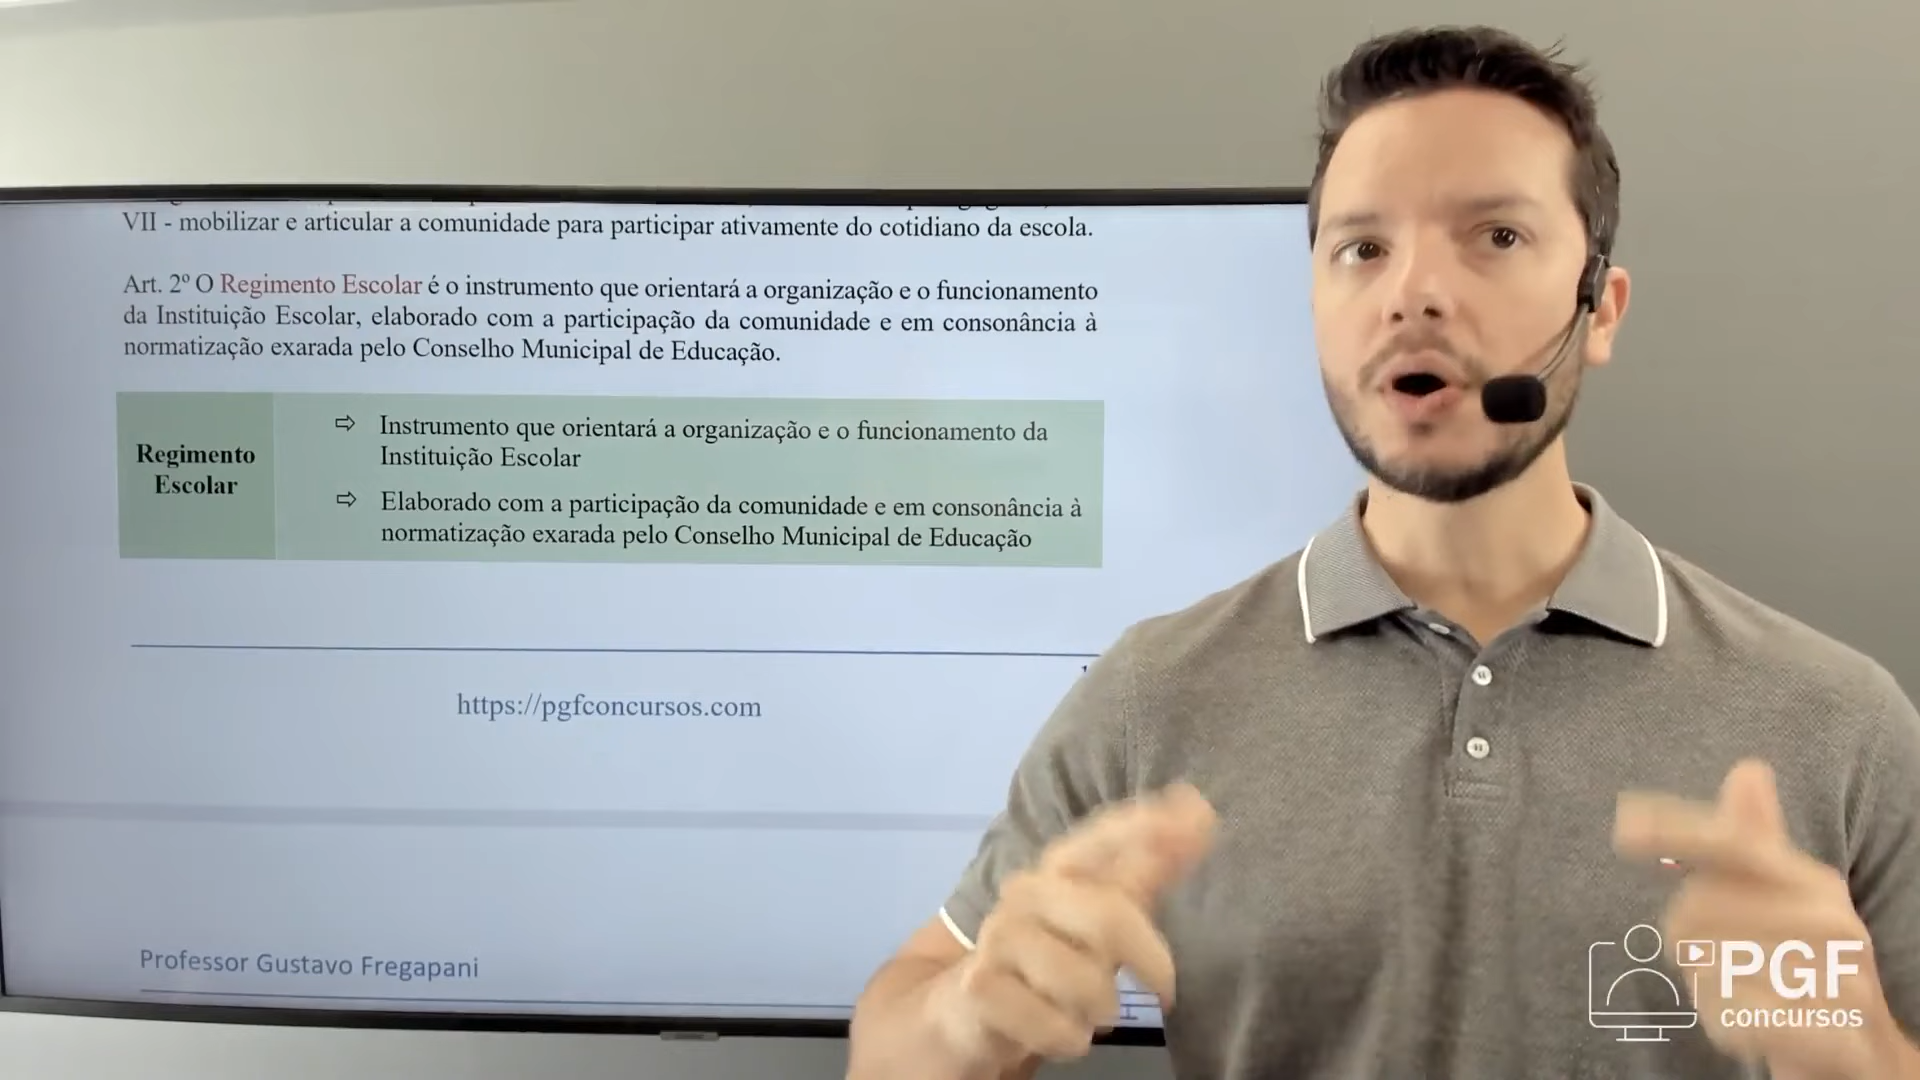 VII - mobilizar e articular a comunidade para participar ativamente do cotidiano da escola.
Art. 2º O Regimento Escolar é o instrumento que orientará a organização e o funcionamento
da Instituição Escolar, elaborado com a participação da comunidade e em consonância à
normatização exarada pelo Conselho Municipal de Educação.
Regimento
Escolar
⇨ Instrumento que orientará a organização e o funcionamento da
Instituição Escolar
⇨ Elaborado com a participação da comunidade e em consonância à
normatização exarada pelo Conselho Municipal de Educação
https://pgfconcursos.com
Professor Gustavo Fregapani
PGF
concursos